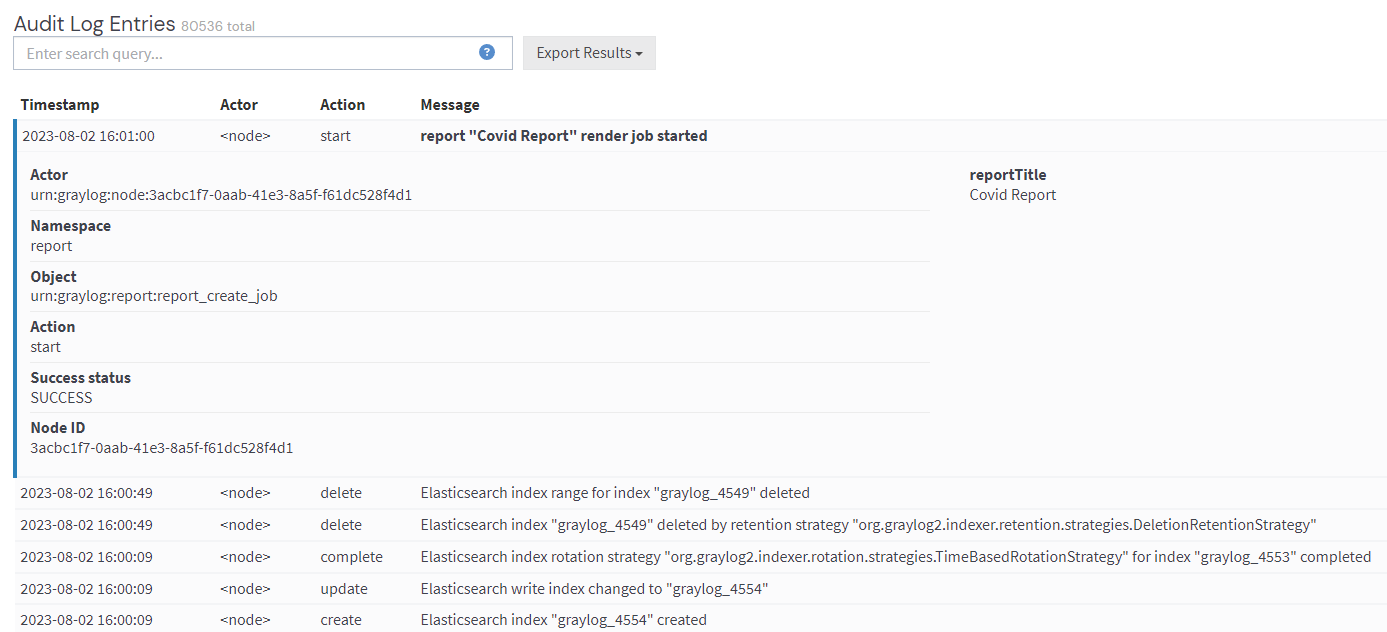 Audit Log Entries 80536 total
Enter search query... ? Export Results
Timestamp Actor Action Message
2023-08-02 16:01:00 <node> start report "Covid Report" render job started
Actor reportTitle
urn:graylog:node:3acbc1f7-0aab-41e3-8a5f-f61dc528f4d1 Covid Report
Namespace
report
Object
urn:graylog:report:report_create_job
Action
start
Success status
SUCCESS
Node ID
3acbc1f7-0aab-41e3-8a5f-f61dc528f4d1
2023-08-02 16:00:49 <node> delete Elasticsearch index range for index "graylog_4549" deleted
2023-08-02 16:00:49 <node> delete Elasticsearch index "graylog_4549" deleted by retention strategy "org.graylog2.indexer.retention.strategies.DeletionRetentionStrategy"
2023-08-02 16:00:09 <node> complete Elasticsearch index rotation strategy "org.graylog2.indexer.rotation.strategies.TimeBasedRotationStrategy" for index "graylog_4553" completed
2023-08-02 16:00:09 <node> update Elasticsearch write index changed to "graylog_4554"
2023-08-02 16:00:09 <node> create Elasticsearch index "graylog_4554" created